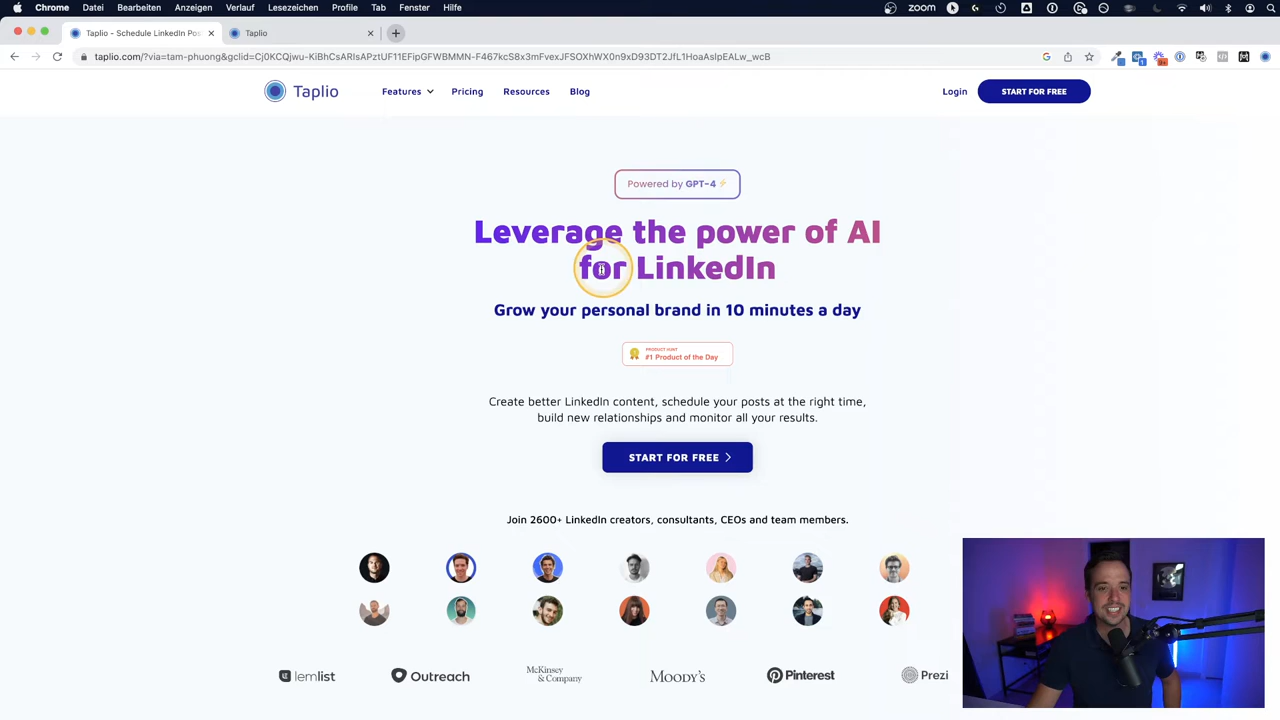 Chrome Datei Bearbeiten Anzeigen Verlauf Lesezeichen Profile Tab Fenster Hilfe
zoom
Taplio - Schedule LinkedIn Pos
Taplio
taplio.com/?via=tam-phuong&gclid=Cj0KCQjwu-KiBhCsARIsAPztUF11EFipGFWBMMN-F467kcS8x3mFvexJFSOXhWX0n9xD93DT2JfL1HoaAslpEALw_wcB
Taplio
Features
Pricing
Resources
Blog
Login
START FOR FREE
Powered by GPT-4
Leverage the power of AI
for LinkedIn
Grow your personal brand in 10 minutes a day
PRODUCT HUNT
#1 Product of the Day
Create better LinkedIn content, schedule your posts at the right time,
build new relationships and monitor all your results.
START FOR FREE
Join 2600+ LinkedIn creators, consultants, CEOs and team members.
lemlist
Outreach
McKinsey
& Company
MOODY'S
Pinterest
Prezi